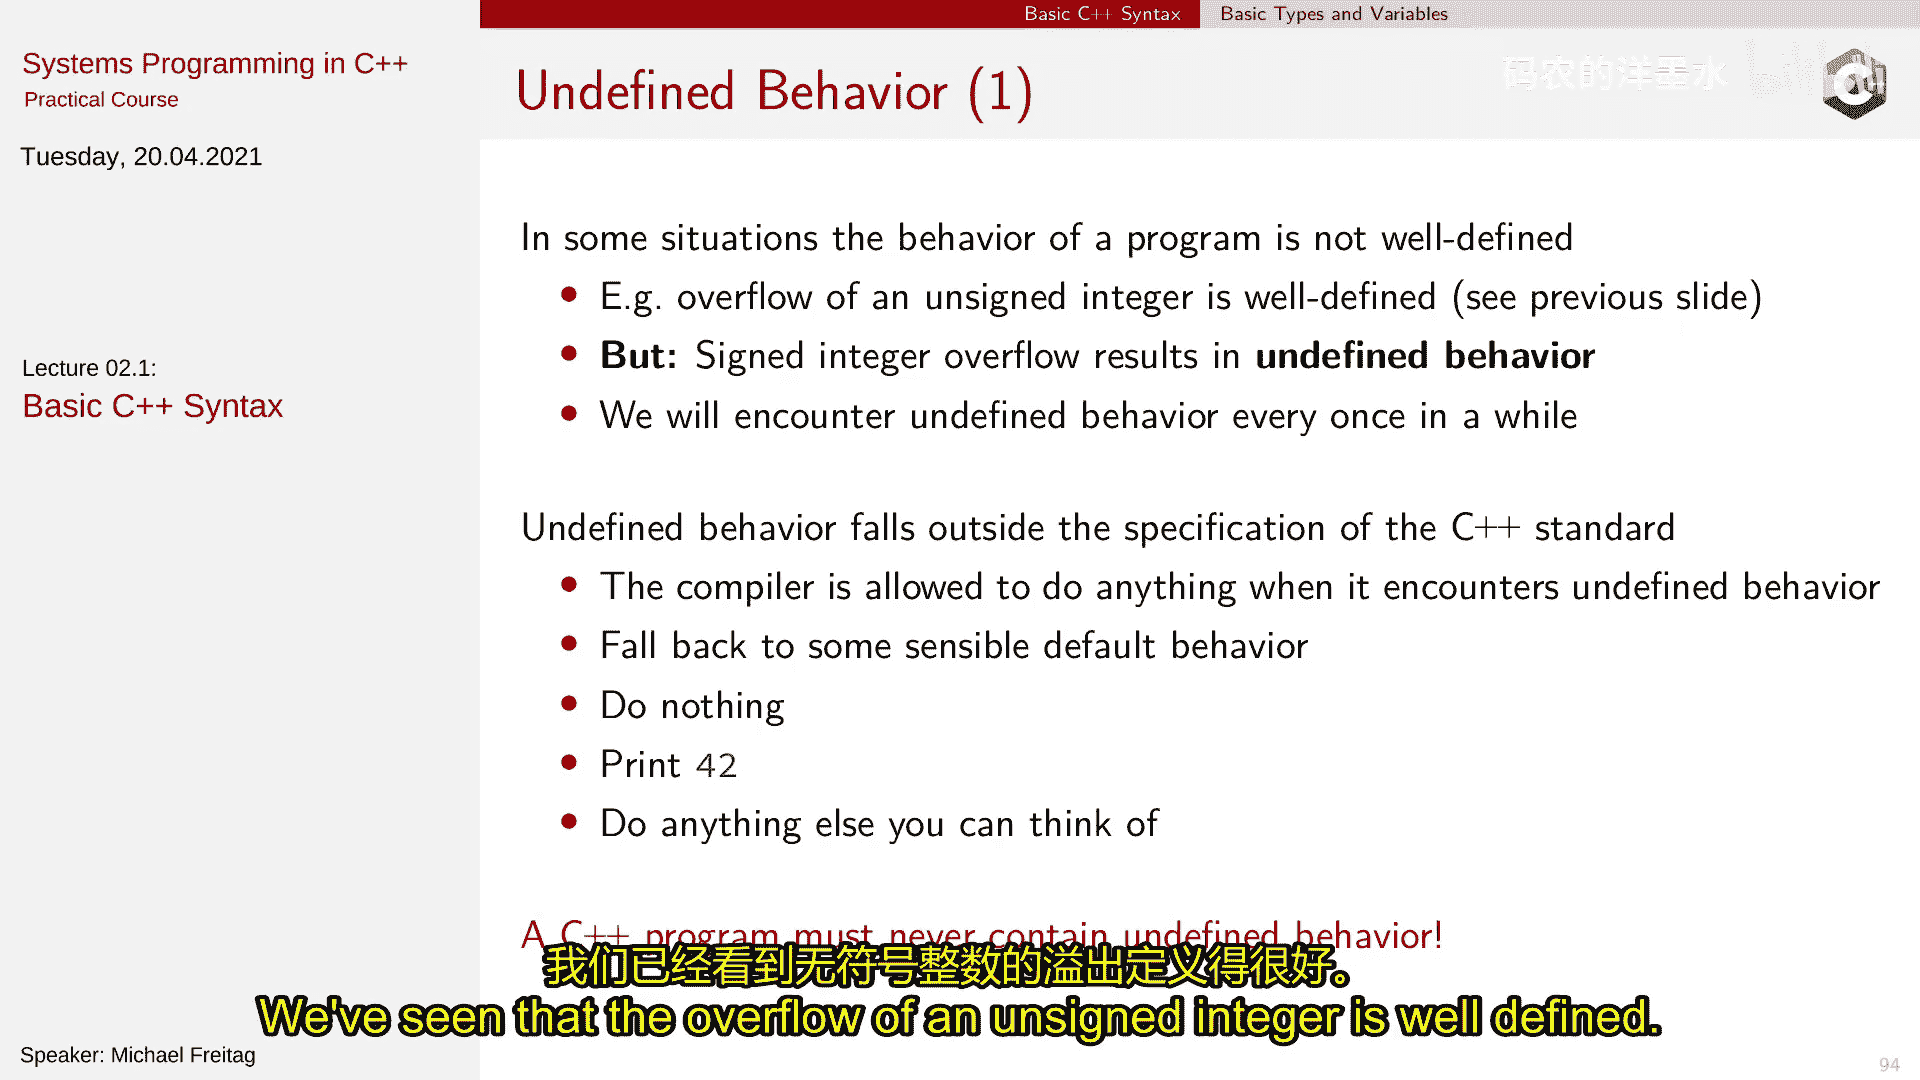 Basic C++ Syntax
Basic Types and Variables
Systems Programming in C++
Practical Course
Tuesday, 20.04.2021
Undefined Behavior (1)
码农的洋墨水
Lecture 02.1:
Basic C++ Syntax
In some situations the behavior of a program is not well-defined
• E.g. overflow of an unsigned integer is well-defined (see previous slide)
• But: Signed integer overflow results in undefined behavior
• We will encounter undefined behavior every once in a while
Undefined behavior falls outside the specification of the C++ standard
• The compiler is allowed to do anything when it encounters undefined behavior
• Fall back to some sensible default behavior
• Do nothing
• Print 42
• Do anything else you can think of
A C++ program must never contain undefined behavior!
我们已经看到无符号整数的溢出定义得很好。
We've seen that the overflow of an unsigned integer is well defined.
Speaker: Michael Freitag
94